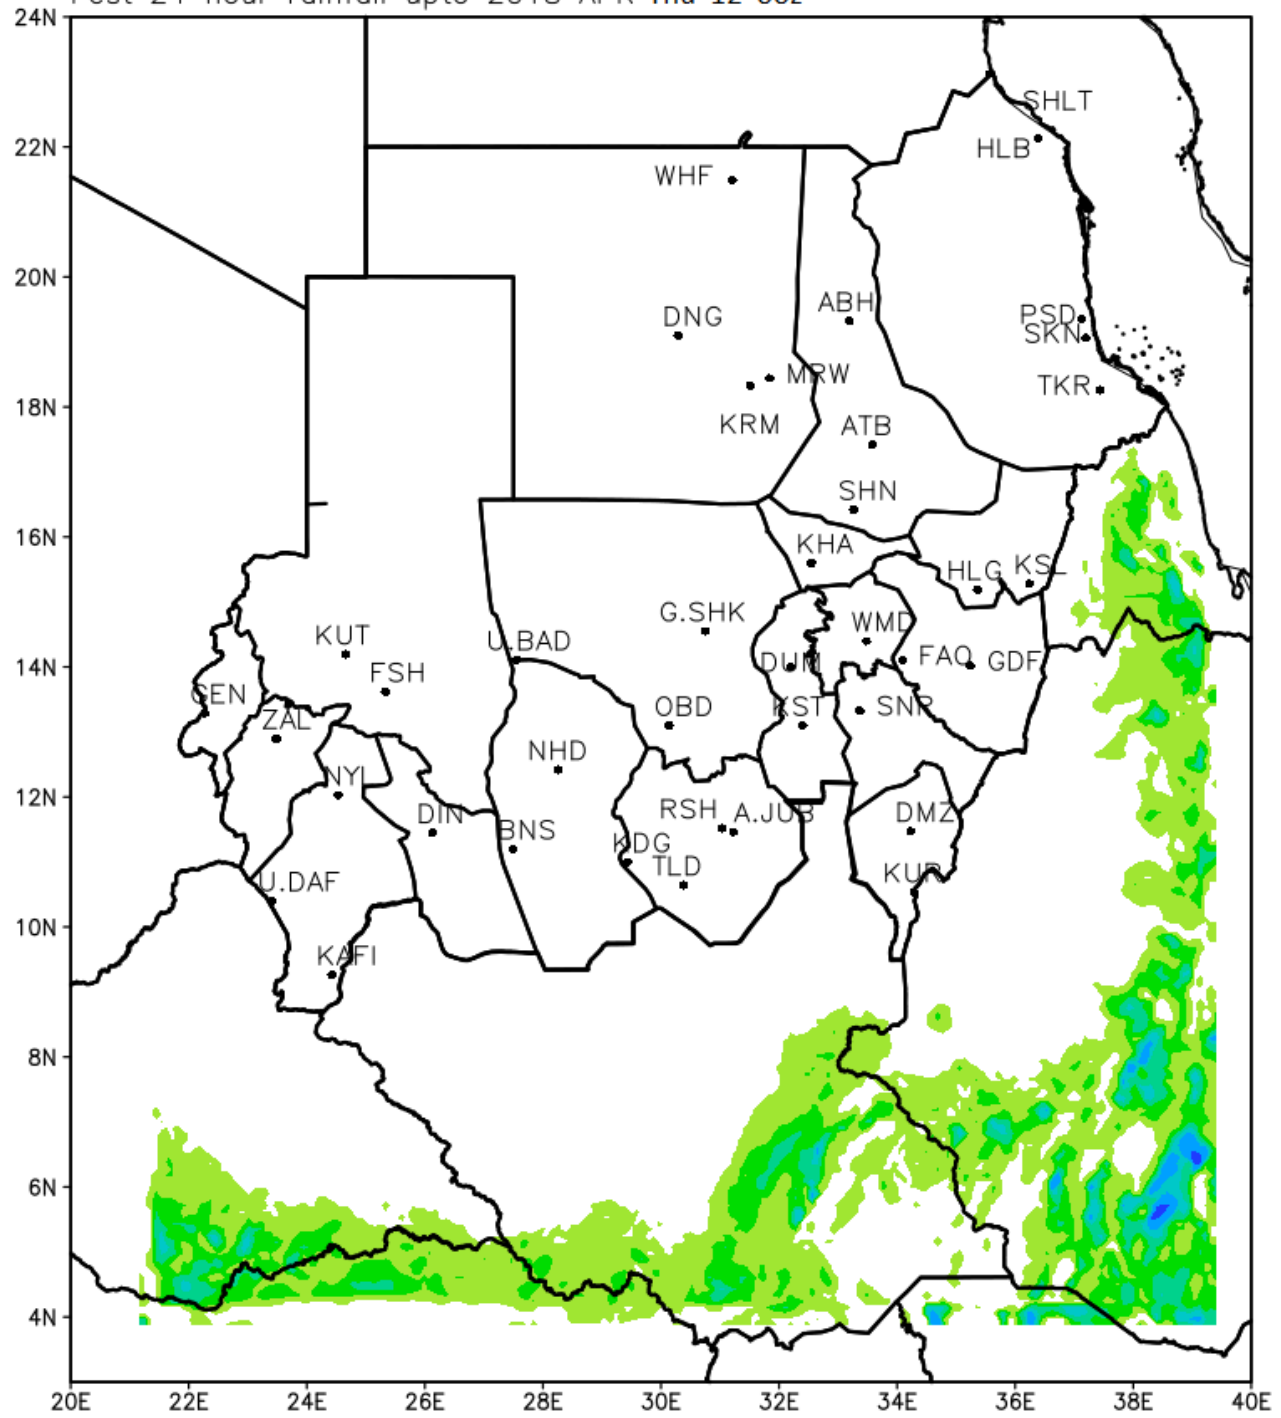 24N
SHLT
22N
HLB
WHF
20N
ABH
DNG
PSD
SKN
MRW
TKR
18N
KRM
ATB
SHN
16N
KHA
HLG KSL
G.SHK
WMD
KUT
U.BAD
14N
DUM
FAO GDF
FSH
GEN
OBD
KST
SNR
ZAL
NHD
NYL
12N
RSH A.JUB
DMZ
DIN
BNS
KDG
TLD
KUR
U.DAF
10N
KAFI
8N
6N
4N
20E 22E 24E 26E 28E 30E 32E 34E 36E 38E 40E